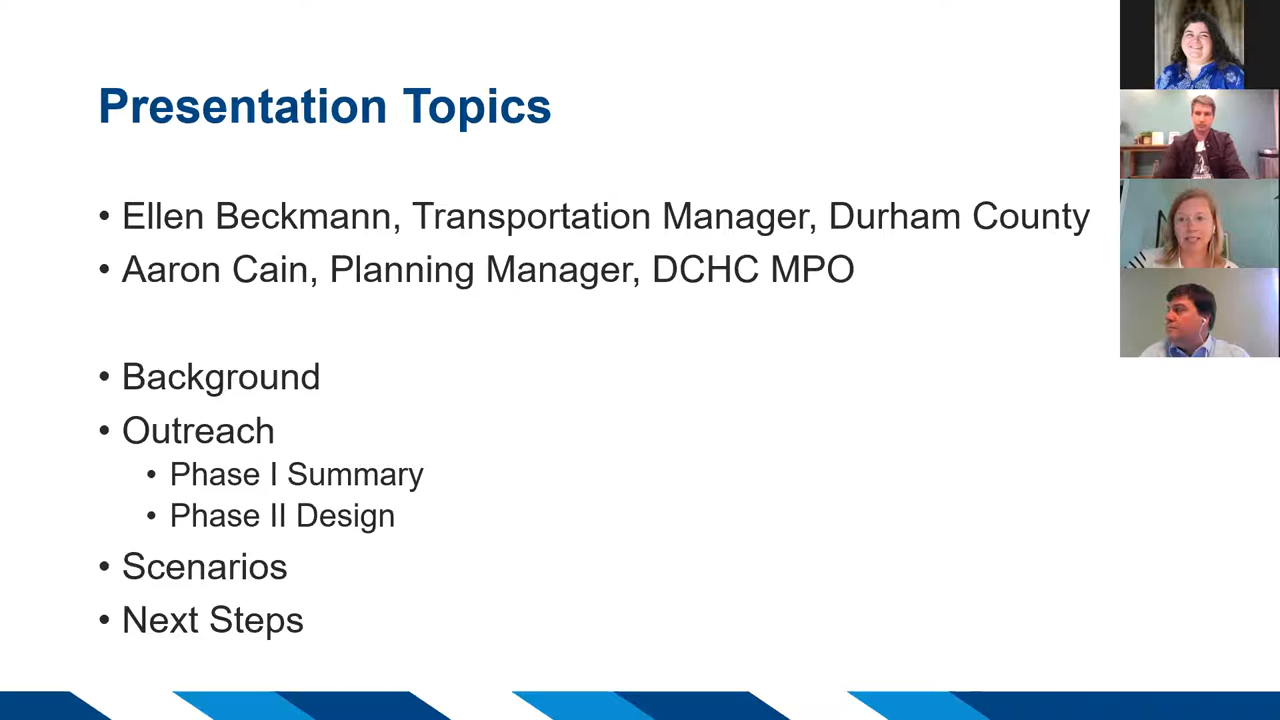 Presentation Topics
• Ellen Beckmann, Transportation Manager, Durham County
• Aaron Cain, Planning Manager, DCHC MPO
• Background
• Outreach
• Phase I Summary
• Phase II Design
• Scenarios
• Next Steps